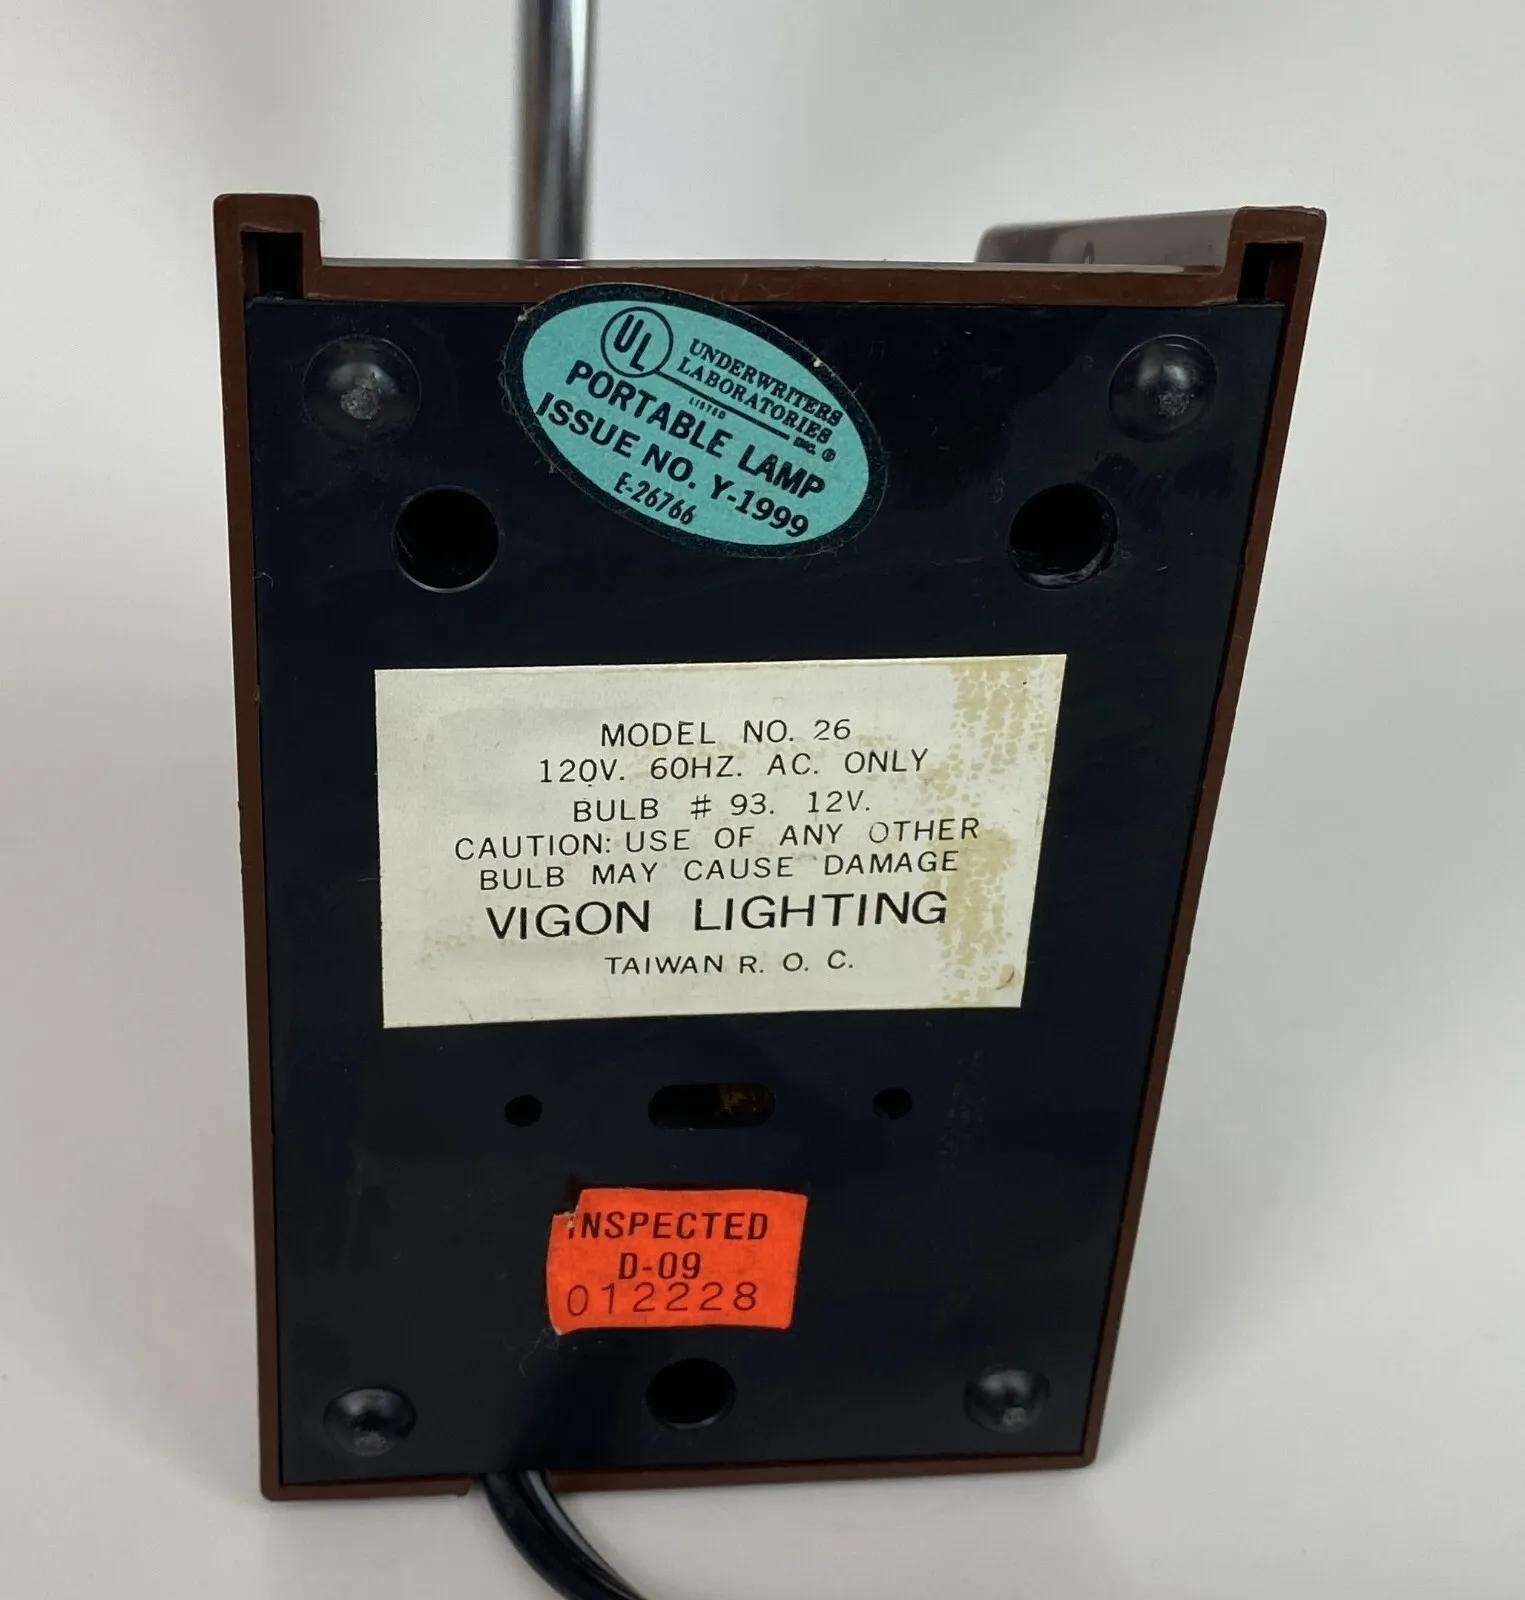 UL
UNDERWRITERS
LABORATORIES
INC. ®
LISTED
PORTABLE LAMP
ISSUE NO. Y-1999
E-26766
MODEL NO. 26
120V. 60HZ. AC. ONLY
BULB # 93. 12V.
CAUTION: USE OF ANY OTHER
BULB MAY CAUSE DAMAGE
VIGON LIGHTING
TAIWAN R. O. C.
INSPECTED
D-09
012228